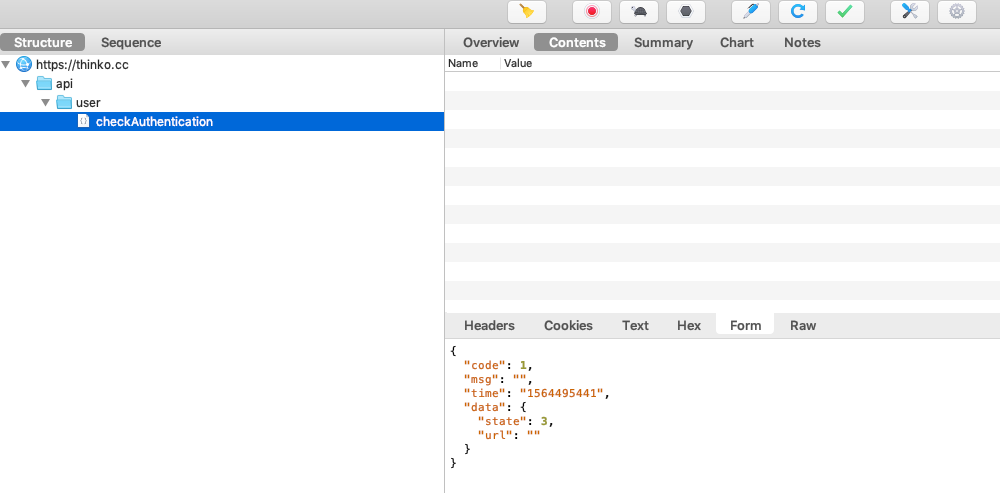 Structure Sequence
Overview Contents Summary Chart Notes
Name Value
https://thinko.cc
api
user
{} checkAuthentication
Headers Cookies Text Hex Form Raw
{
"code": 1,
"msg": "",
"time": "1564495441",
"data": {
"state": 3,
"url": ""
}
}